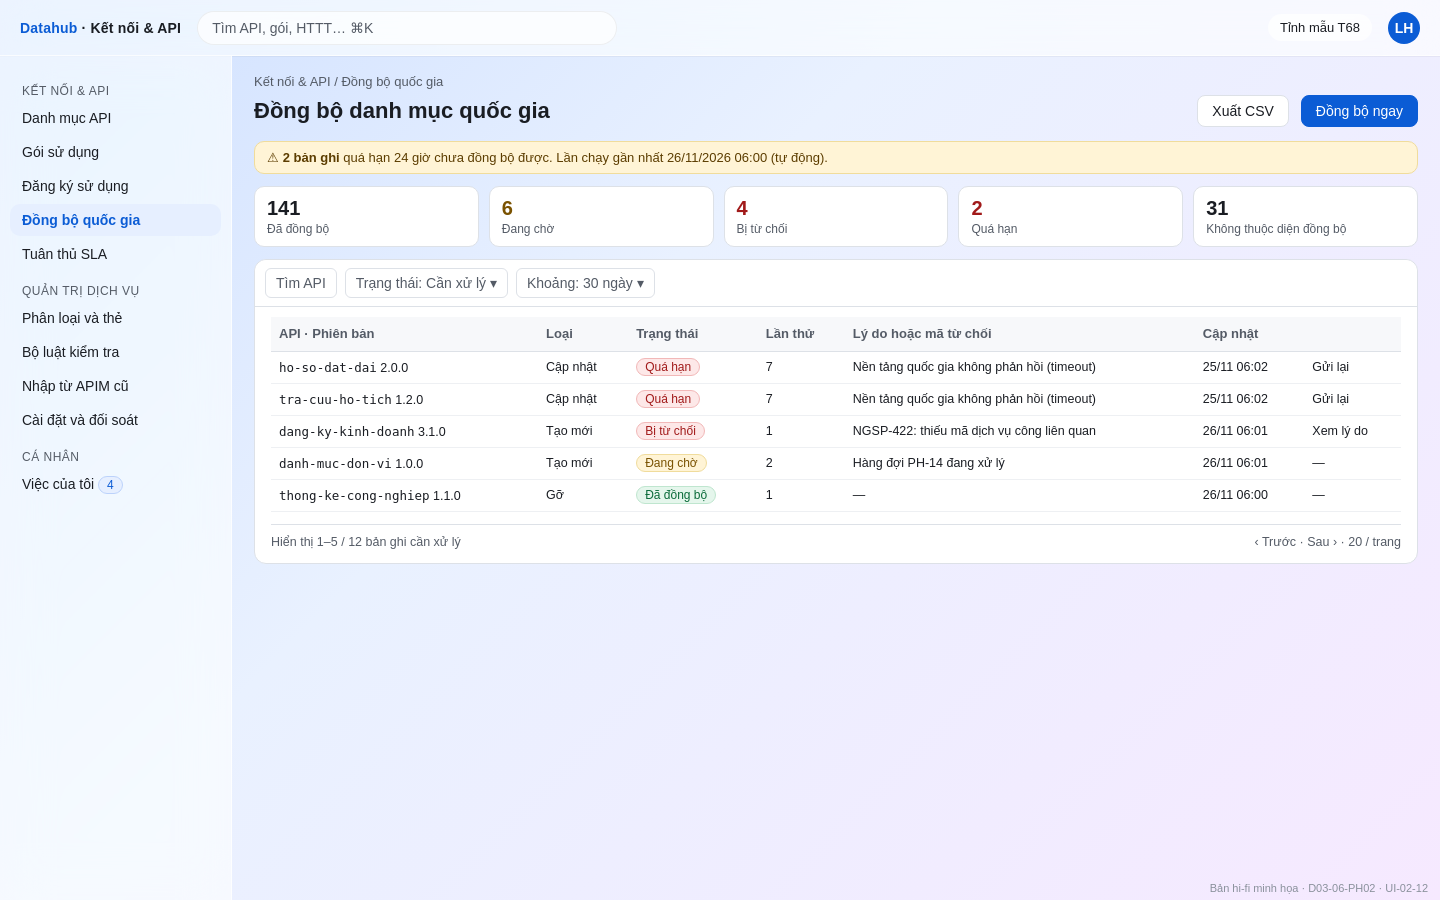 Datahub · Kết nối & API
Tìm API, gói, HTTT… ⌘K
Tỉnh mẫu T68
LH
KẾT NỐI & API
Danh mục API
Gói sử dụng
Đăng ký sử dụng
Đồng bộ quốc gia
Tuân thủ SLA
QUẢN TRỊ DỊCH VỤ
Phân loại và thẻ
Bộ luật kiểm tra
Nhập từ APIM cũ
Cài đặt và đối soát
CÁ NHÂN
Việc của tôi 4
Kết nối & API / Đồng bộ quốc gia
Đồng bộ danh mục quốc gia
Xuất CSV
Đồng bộ ngay
⚠ 2 bản ghi quá hạn 24 giờ chưa đồng bộ được. Lần chạy gần nhất 26/11/2026 06:00 (tự động).
141
Đã đồng bộ
6
Đang chờ
4
Bị từ chối
2
Quá hạn
31
Không thuộc diện đồng bộ
Tìm API
Trạng thái: Cần xử lý ▾
Khoảng: 30 ngày ▾
API · Phiên bản Loại Trạng thái Lần thử Lý do hoặc mã từ chối Cập nhật
ho-so-dat-dai 2.0.0 Cập nhật Quá hạn 7 Nền tảng quốc gia không phản hồi (timeout) 25/11 06:02 Gửi lại
tra-cuu-ho-tich 1.2.0 Cập nhật Quá hạn 7 Nền tảng quốc gia không phản hồi (timeout) 25/11 06:02 Gửi lại
dang-ky-kinh-doanh 3.1.0 Tạo mới Bị từ chối 1 NGSP-422: thiếu mã dịch vụ công liên quan 26/11 06:01 Xem lý do
danh-muc-don-vi 1.0.0 Tạo mới Đang chờ 2 Hàng đợi PH-14 đang xử lý 26/11 06:01 —
thong-ke-cong-nghiep 1.1.0 Gỡ Đã đồng bộ 1 — 26/11 06:00 —
Hiển thị 1–5 / 12 bản ghi cần xử lý
‹ Trước · Sau › · 20 / trang
Bản hi-fi minh họa · D03-06-PH02 · UI-02-12